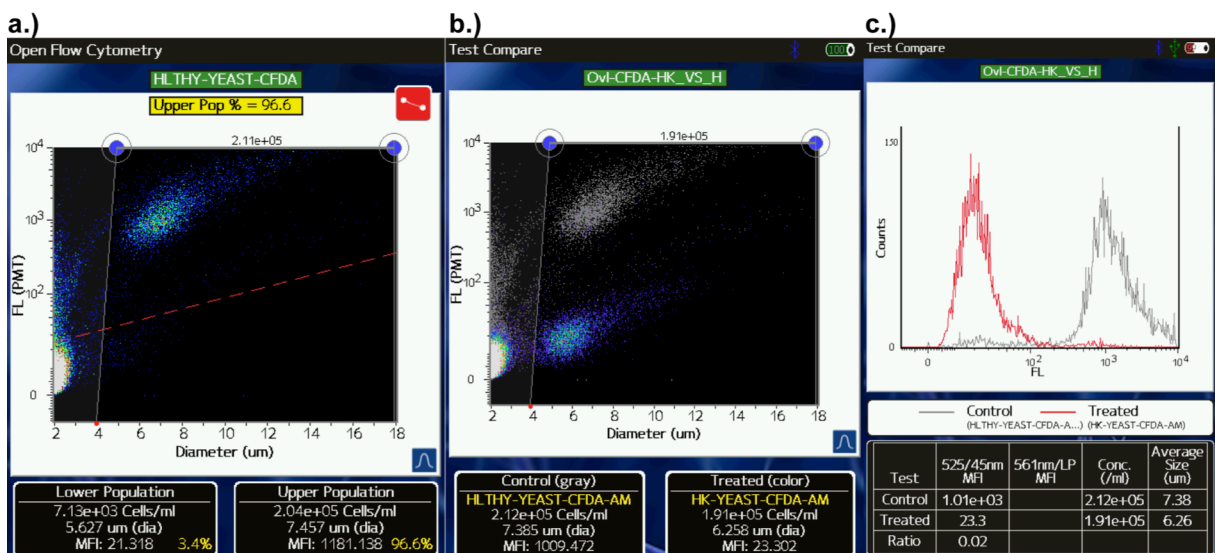 a.)
Open Flow Cytometry
HLTHY-YEAST-CFDA
Upper Pop % = 96.6
2.11e+05
10⁴
10³
10²
0
FL (PMT)
2 4 6 8 10 12 14 16 18
Diameter (um)
Lower Population
7.13e+03 Cells/ml
5.627 um (dia)
MFI: 21.318 3.4%
Upper Population
2.04e+05 Cells/ml
7.457 um (dia)
MFI: 1181.138 96.6%
b.)
Test Compare
100
Ovl-CFDA-HK_VS_H
1.91e+05
10⁴
10³
10²
0
FL (PMT)
2 4 6 8 10 12 14 16 18
Diameter (um)
Control (gray)
HLTHY-YEAST-CFDA-AM
2.12e+05 Cells/ml
7.385 um (dia)
MFI: 1009.472
Treated (color)
HK-YEAST-CFDA-AM
1.91e+05 Cells/ml
6.258 um (dia)
MFI: 23.302
c.)
Test Compare
Ovl-CFDA-HK_VS_H
130
Counts
0
0 10² 10³ 10⁴
FL
Control
(HLTHY-YEAST-CFDA-A...)
Treated
(HK-YEAST-CFDA-AM)
Test 525/45nm MFI 561nm/LP MFI Conc. (/ml) Average Size (um)
Control 1.01e+03 2.12e+05 7.38
Treated 23.3 1.91e+05 6.26
Ratio 0.02